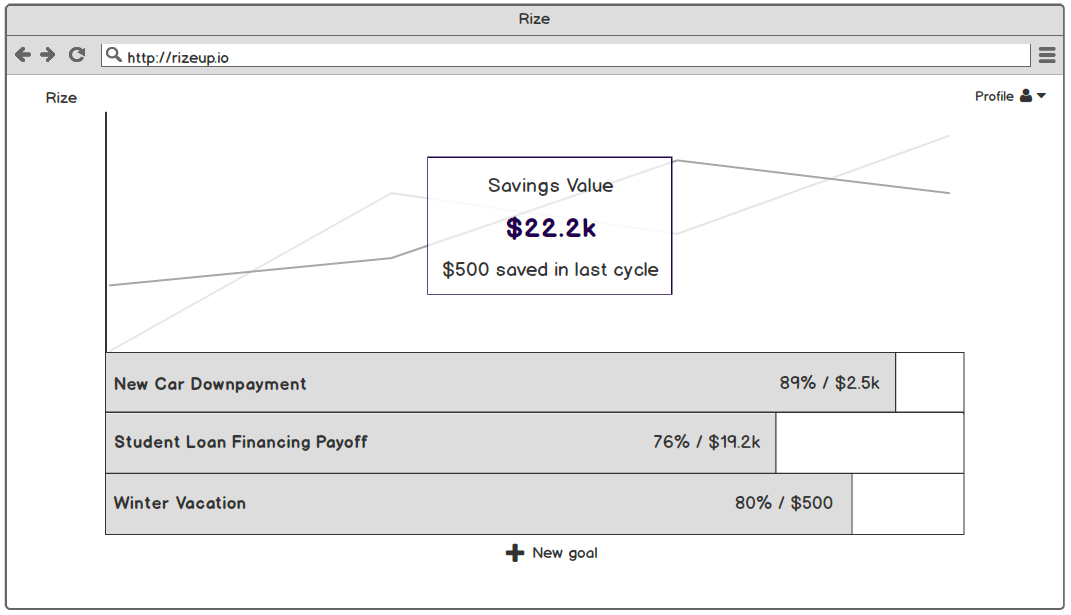 Rize
http://rizeup.io
Rize
Profile
Savings Value
$22.2k
$500 saved in last cycle
New Car Downpayment 89% / $2.5k
Student Loan Financing Payoff 76% / $19.2k
Winter Vacation 80% / $500
New goal